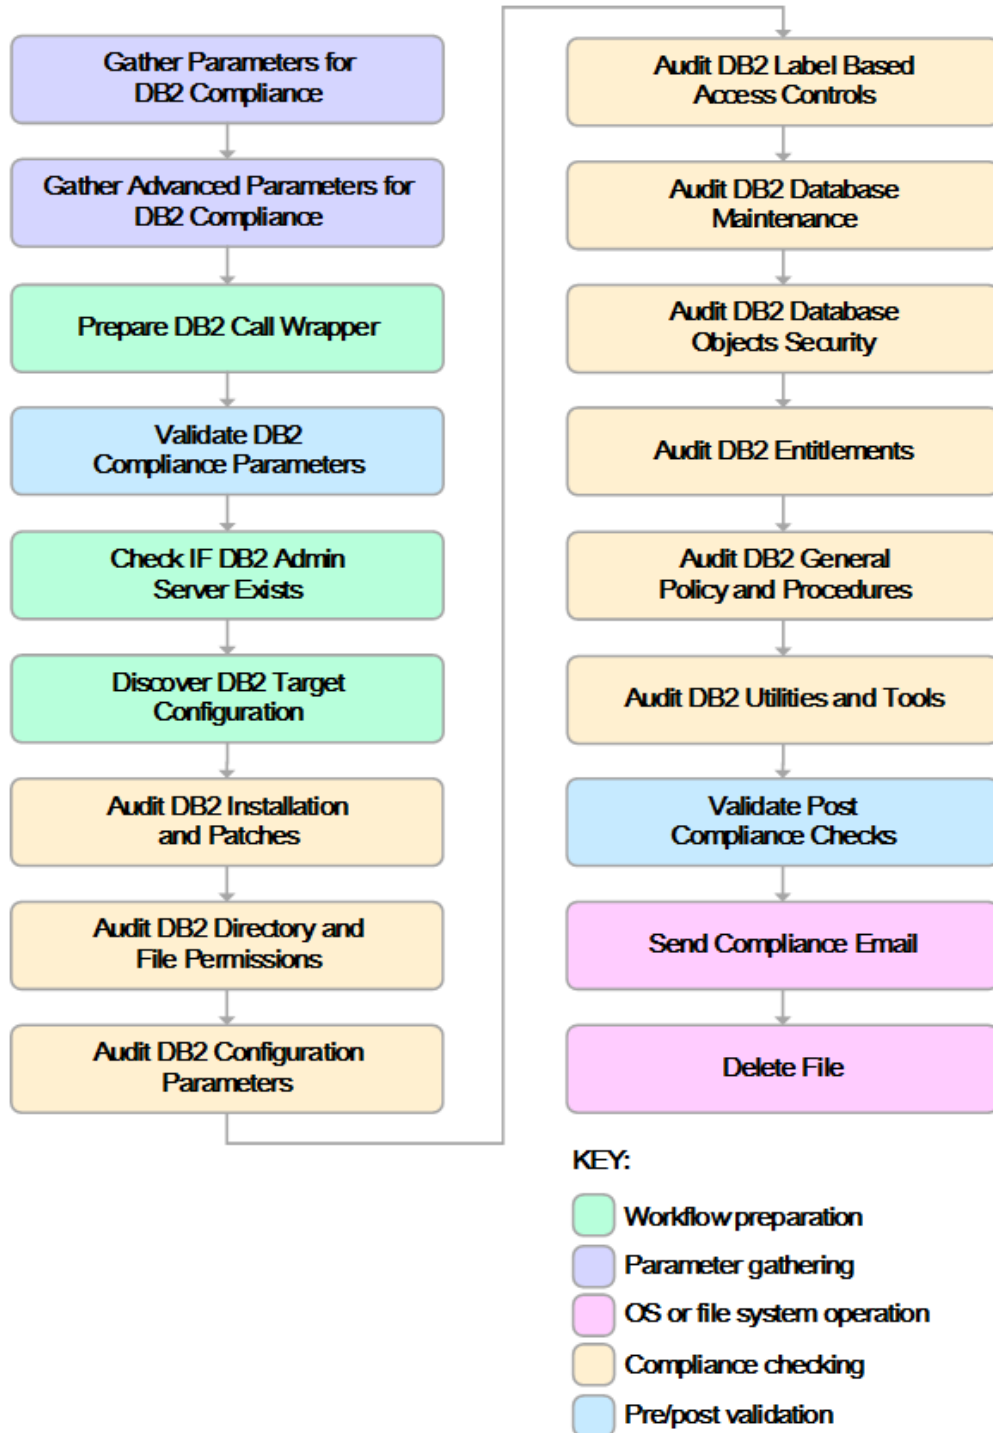 Gather Parameters for
DB2 Compliance
Gather Advanced Parameters for
DB2 Compliance
Prepare DB2 Call Wrapper
Validate DB2
Compliance Parameters
Check IF DB2 Admin
Server Exists
Discover DB2 Target
Configuration
Audit DB2 Installation
and Patches
Audit DB2 Directory and
File Permissions
Audit DB2 Configuration
Parameters
Audit DB2 Label Based
Access Controls
Audit DB2 Database
Maintenance
Audit DB2 Database
Objects Security
Audit DB2 Entitlements
Audit DB2 General
Policy and Procedures
Audit DB2 Utilities and Tools
Validate Post
Compliance Checks
Send Compliance Email
Delete File
KEY:
Workflow preparation
Parameter gathering
OS or file system operation
Compliance checking
Pre/post validation